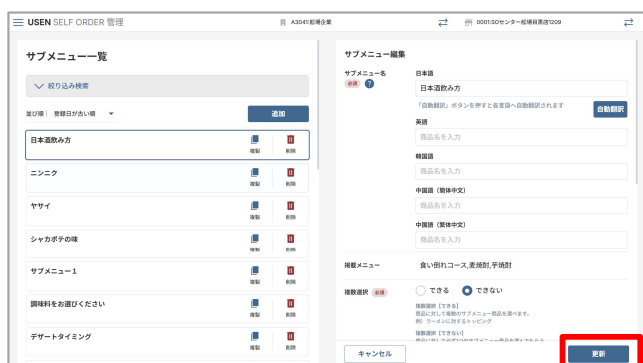 USEN SELF ORDER 管理
A3041:船場企業
0001:SOセンター船場目黒店1209
サブメニュー一覧
絞り込み検索
並び順 登録日が古い順
追加
日本酒飲み方
複製 削除
ニンニク
複製 削除
ヤサイ
複製 削除
シャカポテの味
複製 削除
サブメニュー１
複製 削除
調味料をお選びください
複製 削除
デザートタイミング
複製 削除
サブメニュー編集
サブメニュー名
必須 ?
日本語
日本酒飲み方
「自動翻訳」ボタンを押すと各言語へ自動翻訳されます
自動翻訳
英語
商品名を入力
韓国語
商品名を入力
中国語（簡体中文）
商品名を入力
中国語（繁体中文）
商品名を入力
掲載メニュー
食い倒れコース,麦焼酎,芋焼酎
複数選択 必須
できる できない
複数選択【できる】
商品に対して複数のサブメニュー商品を選べます。
例）ラーメンに対するトッピング
複数選択【できない】
キャンセル
更新